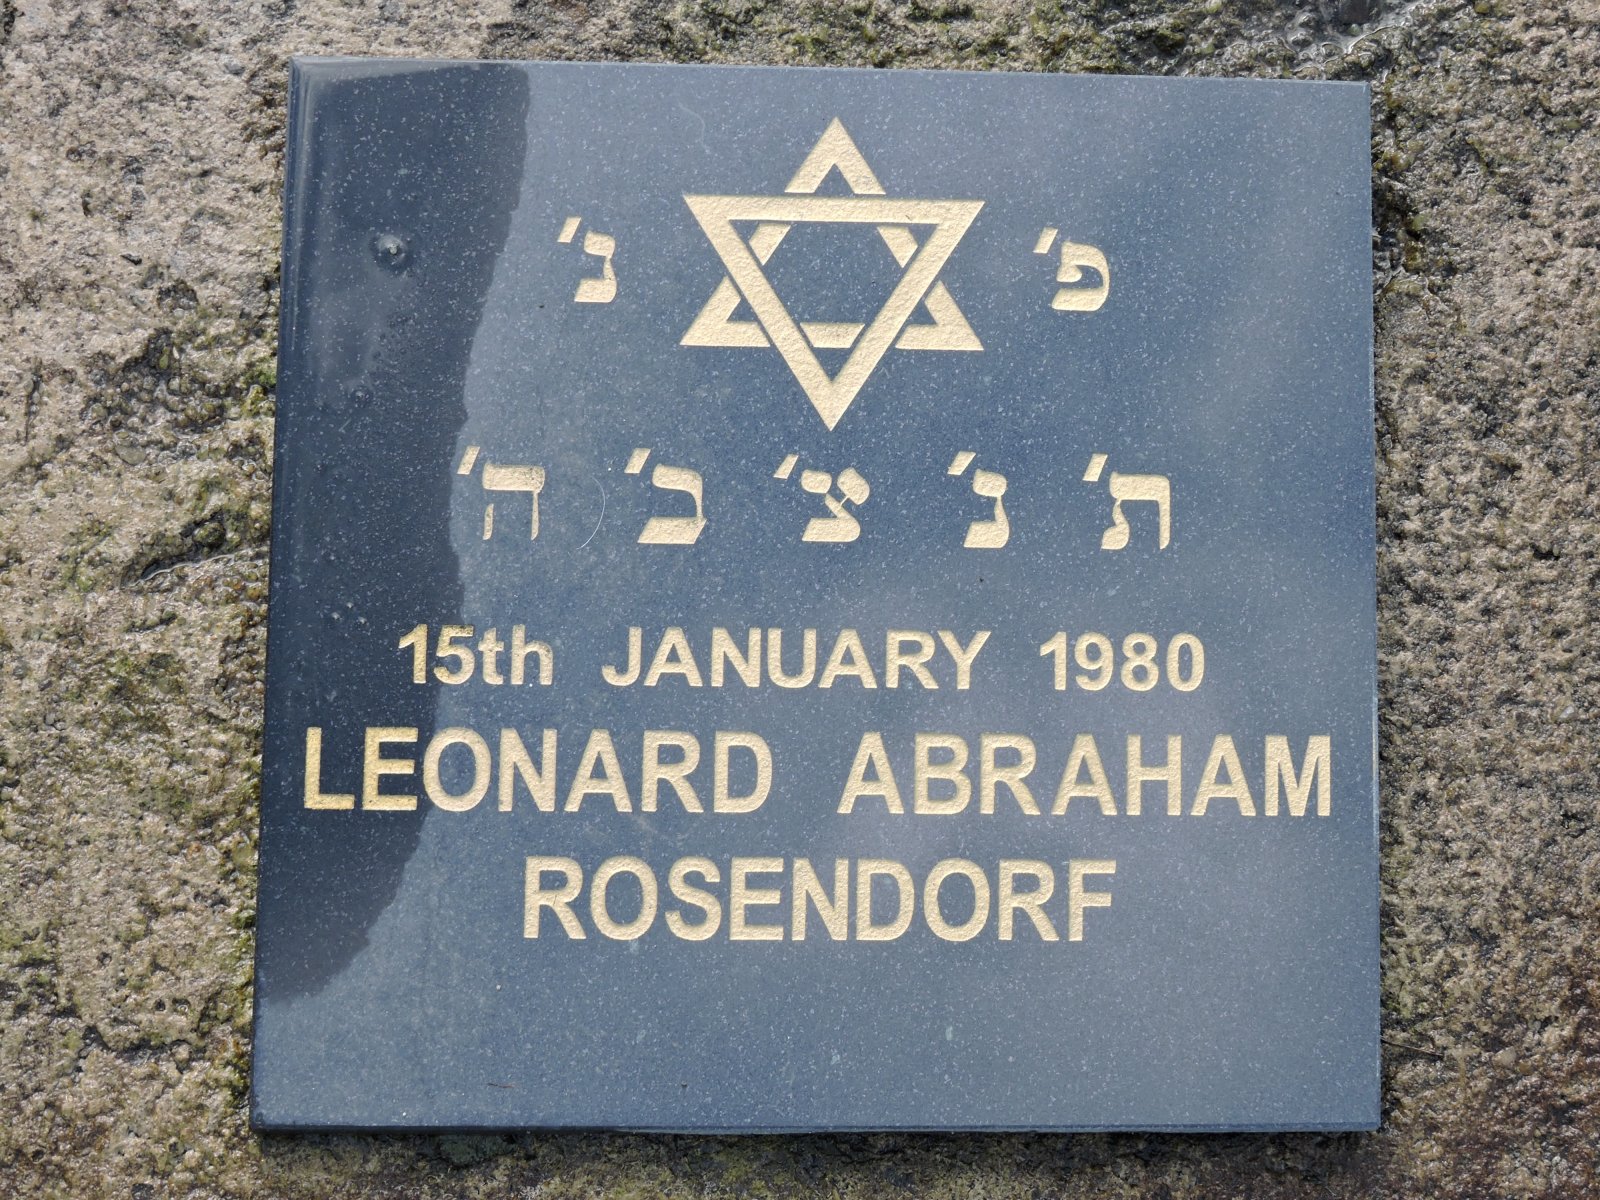 פ' נ'
ת' נ' צ' ב' ה'
15th JANUARY 1980
LEONARD ABRAHAM
ROSENDORF